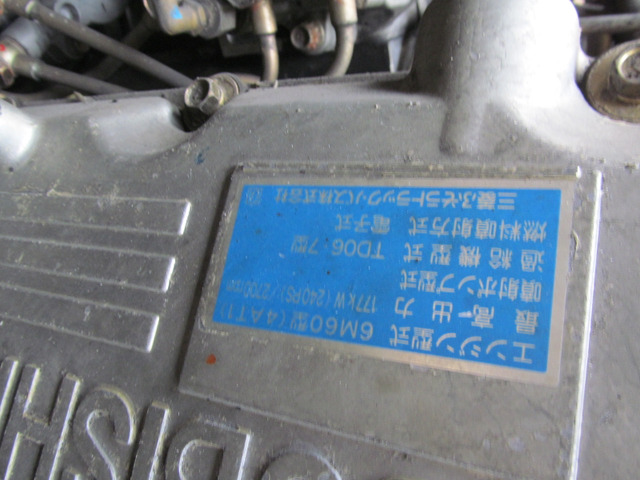 エンジン型式 6M60型(4AT1)
最高出力 177kW(240PS)/2700rpm
噴射ポンプ型式
過給機型式 TD06,7型
燃料噴射方式 電子式
三菱ふそうトラック・バス株式会社